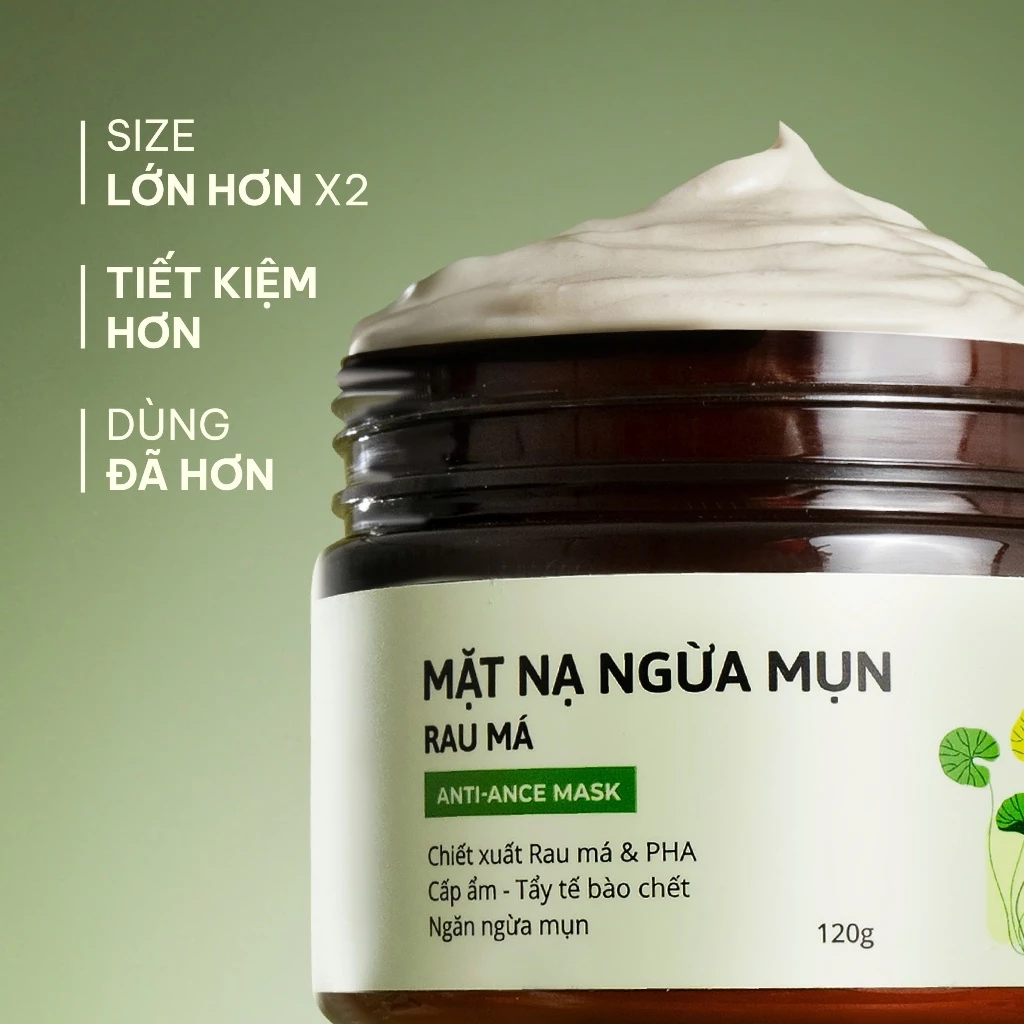 SIZE
LỚN HƠN X2
TIẾT KIỆM
HƠN
DÙNG
ĐÃ HƠN
MẶT NẠ NGỪA MỤN
RAU MÁ
ANTI-ANCE MASK
Chiết xuất Rau má & PHA
Cấp ẩm - Tẩy tế bào chết
Ngăn ngừa mụn
120g